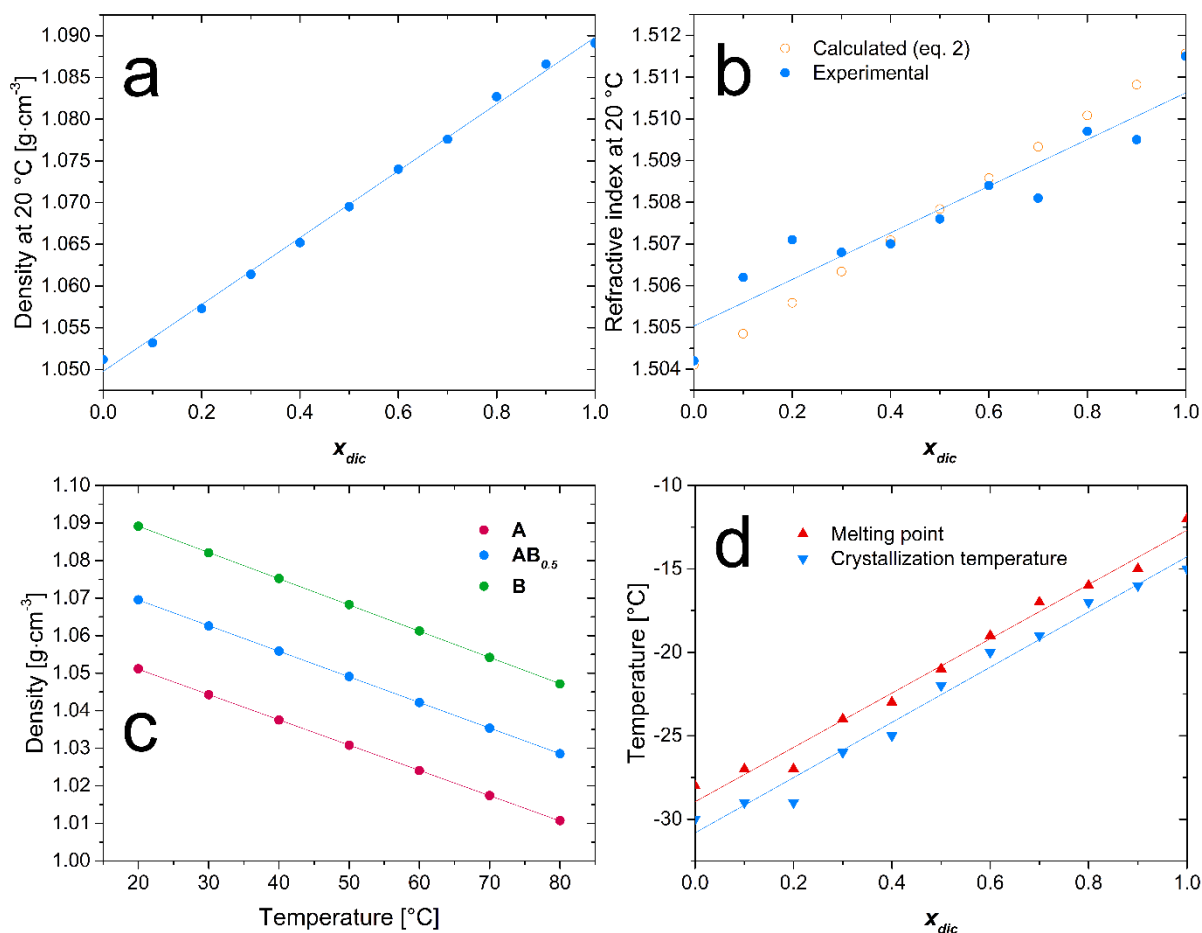 a
Density at 20 °C [g·cm-3]
1.090
1.085
1.080
1.075
1.070
1.065
1.060
1.055
1.050
0.0 0.2 0.4 0.6 0.8 1.0
xdic
b
Calculated (eq. 2)
Experimental
Refractive index at 20 °C
1.512
1.511
1.510
1.509
1.508
1.507
1.506
1.505
1.504
0.0 0.2 0.4 0.6 0.8 1.0
xdic
c
A
AB0.5
B
Density [g·cm-3]
1.10
1.09
1.08
1.07
1.06
1.05
1.04
1.03
1.02
1.01
1.00
20 30 40 50 60 70 80
Temperature [°C]
d
Melting point
Crystallization temperature
Temperature [°C]
-10
-15
-20
-25
-30
0.0 0.2 0.4 0.6 0.8 1.0
xdic